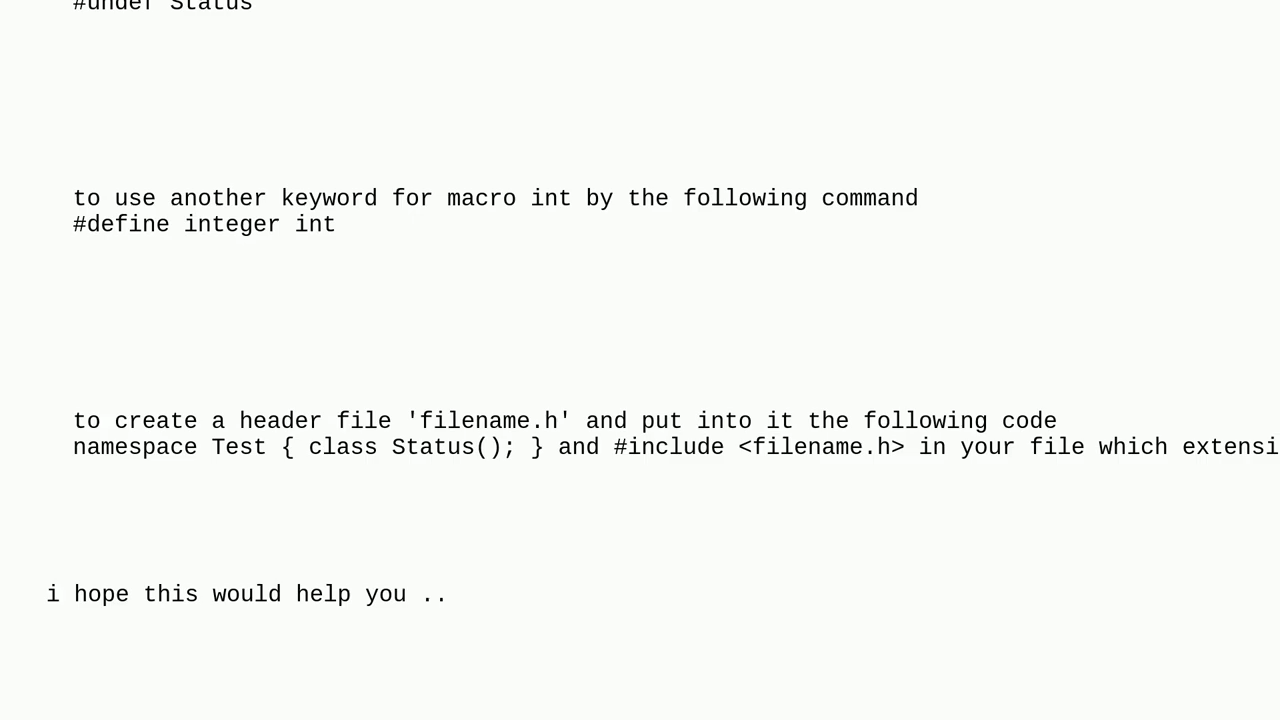 #under Status
to use another keyword for macro int by the following command
#define integer int
to create a header file 'filename.h' and put into it the following code
namespace Test { class Status(); } and #include <filename.h> in your file which extensi
i hope this would help you ..